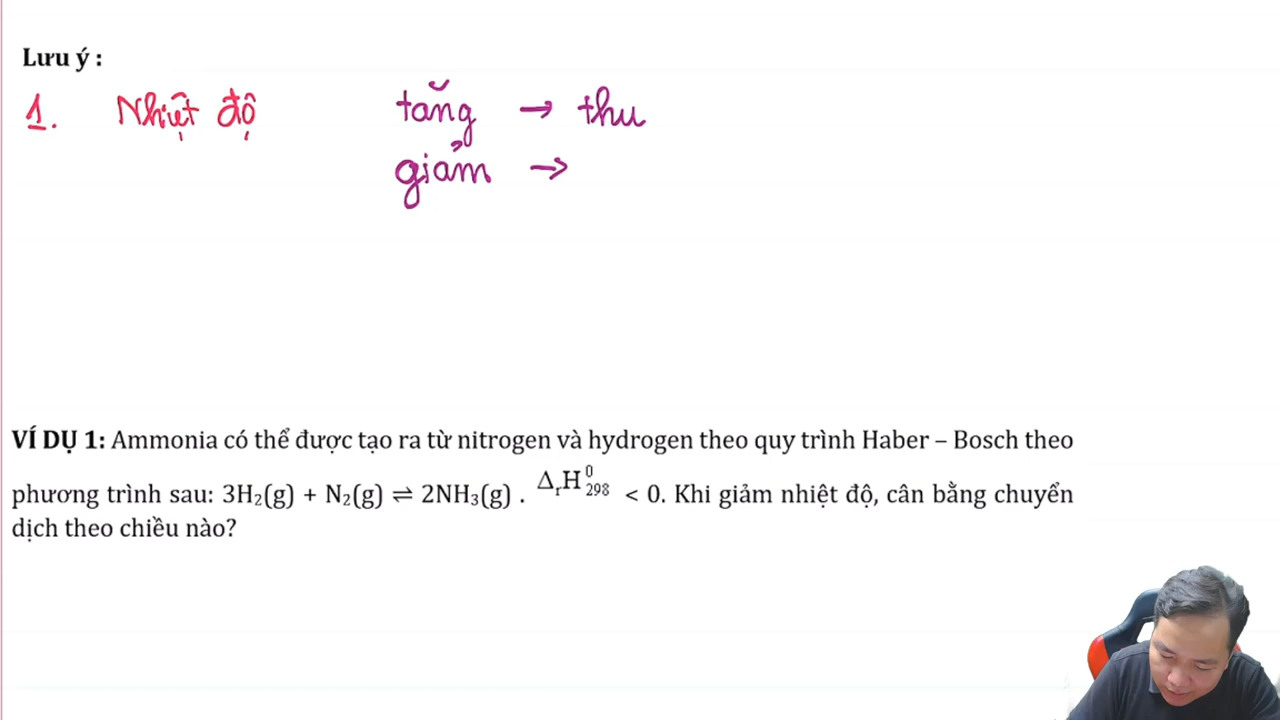 Lưu ý :
1. Nhiệt độ tăng → thu
giảm →
VÍ DỤ 1: Ammonia có thể được tạo ra từ nitrogen và hydrogen theo quy trình Haber – Bosch theo
phương trình sau: 3H₂(g) + N₂(g) ⇌ 2NH₃(g) . ΔᵣH⁰₂₉₈ < 0. Khi giảm nhiệt độ, cân bằng chuyển
dịch theo chiều nào?